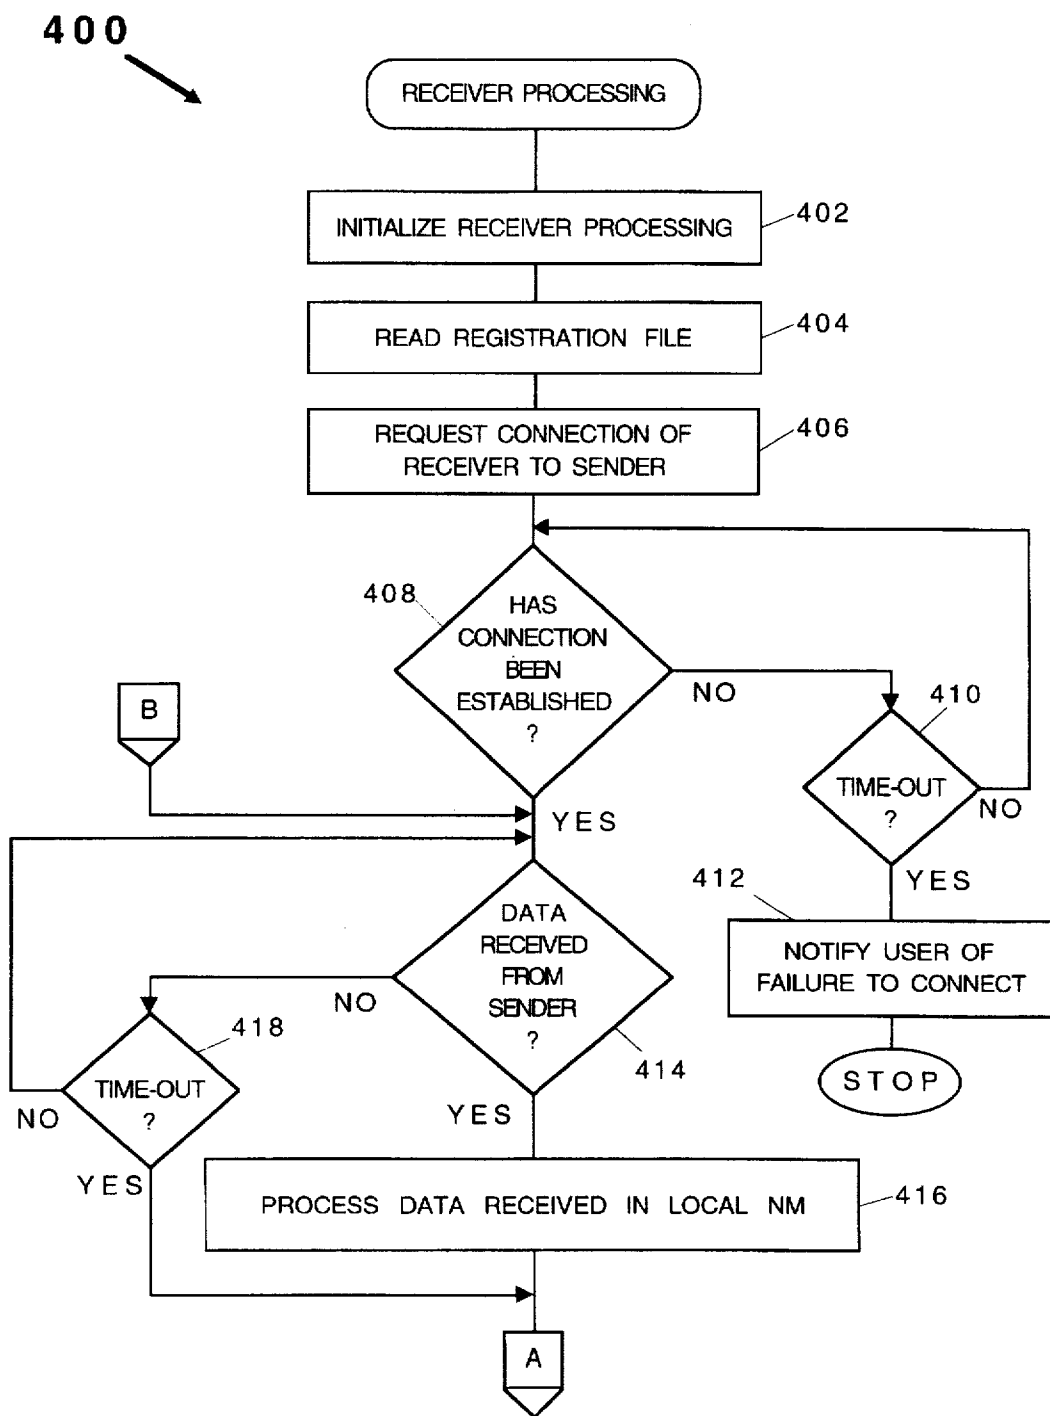 400
RECEIVER PROCESSING
INITIALIZE RECEIVER PROCESSING
402
READ REGISTRATION FILE
404
REQUEST CONNECTION OF
RECEIVER TO SENDER
406
408
HAS
CONNECTION
BEEN
ESTABLISHED
?
NO
410
TIME-OUT
?
NO
YES
B
YES
412
NOTIFY USER OF
FAILURE TO CONNECT
STOP
DATA
RECEIVED
FROM
SENDER
?
414
NO
418
TIME-OUT
?
NO
YES
YES
PROCESS DATA RECEIVED IN LOCAL NM
416
A